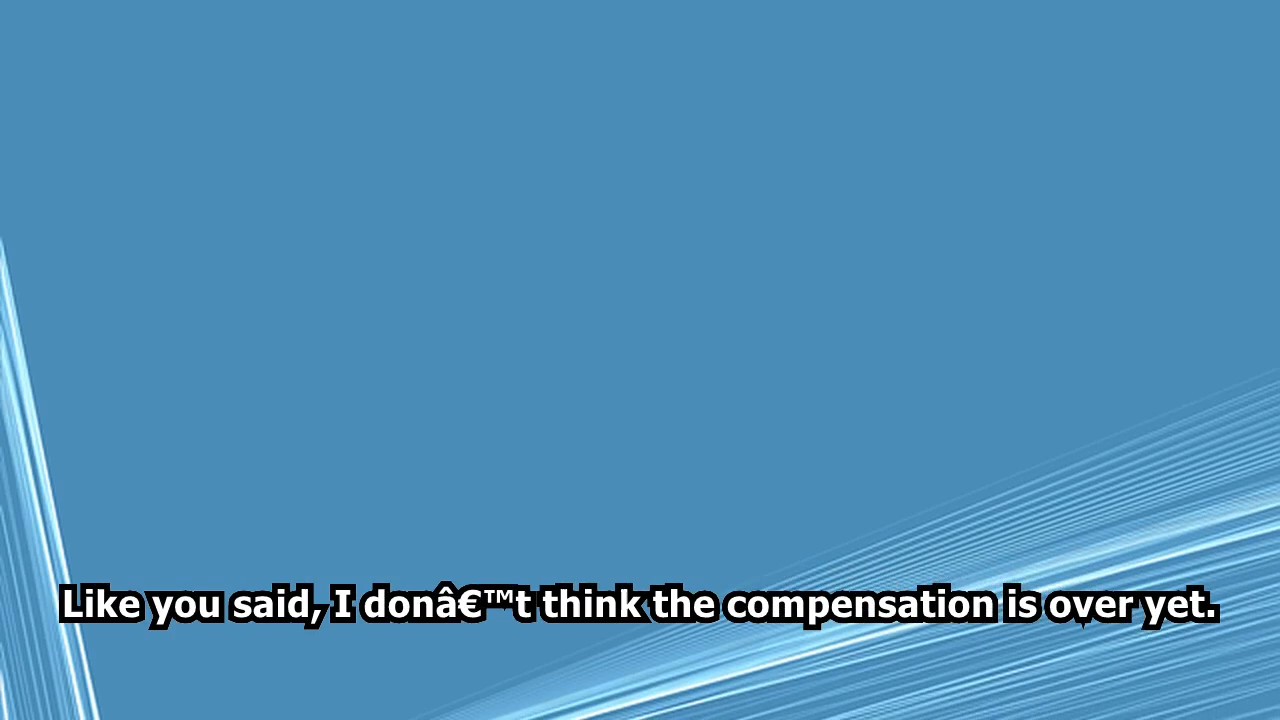 Like you said, I donâ€™t think the compensation is over yet.